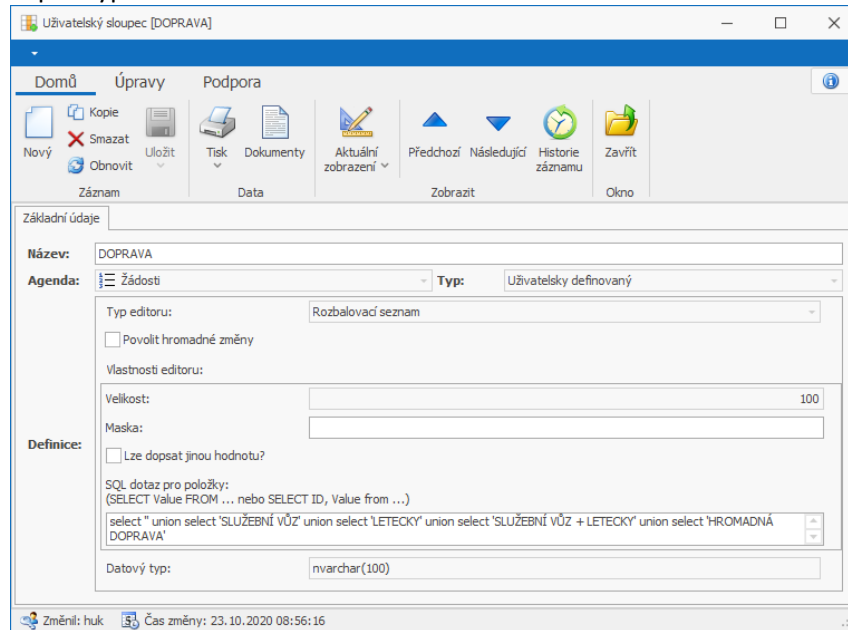 Uživatelský sloupec [DOPRAVA]
Domů Úpravy Podpora
Nový
Kopie
Smazat
Obnovit
Uložit
Tisk
Dokumenty
Aktuální
zobrazení
Předchozí
Následující
Historie
záznamu
Zavřít
Záznam Data Zobrazit Okno
Základní údaje
Název: DOPRAVA
Agenda: Žádosti Typ: Uživatelsky definovaný
Definice:
Typ editoru: Rozbalovací seznam
Povolit hromadné změny
Vlastnosti editoru:
Velikost: 100
Maska:
Lze dopsat jinou hodnotu?
SQL dotaz pro položky:
(SELECT Value FROM ... nebo SELECT ID, Value from ...)
select '' union select 'SLUŽEBNÍ VŮZ' union select 'LETECKY' union select 'SLUŽEBNÍ VŮZ + LETECKY' union select 'HROMADNÁ
DOPRAVA'
Datový typ: nvarchar(100)
Změnil: huk Čas změny: 23.10.2020 08:56:16